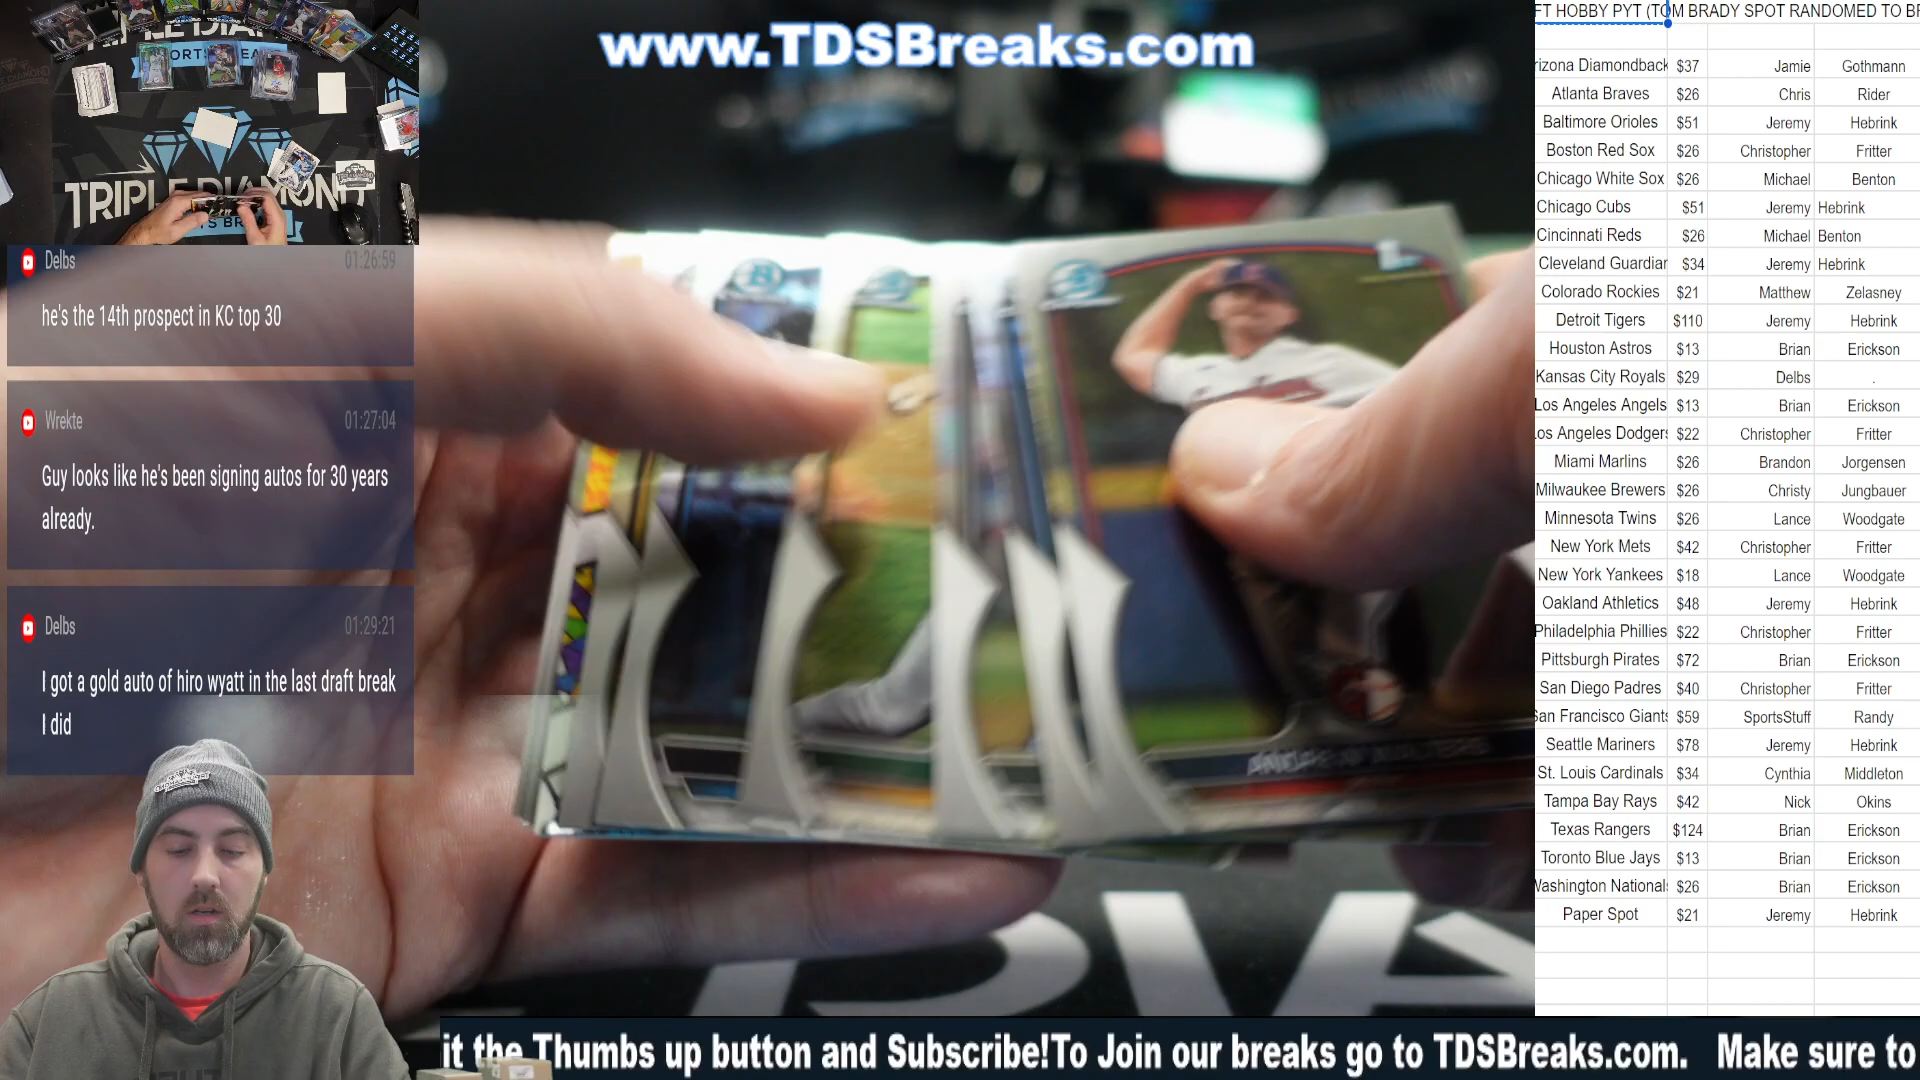 www.TDSBreaks.com
TRIPLE DIAMOND
Delbs 01:26:59
he's the 14th prospect in KC top 30
Wrekte 01:27:04
Guy looks like he's been signing autos for 30 years
already.
Delbs 01:29:21
I got a gold auto of hiro wyatt in the last draft break
I did
FT HOBBY PYT (TOM BRADY SPOT RANDOMED TO BR
rizona Diamondback $37 Jamie Gothmann
Atlanta Braves $26 Chris Rider
Baltimore Orioles $51 Jeremy Hebrink
Boston Red Sox $26 Christopher Fritter
Chicago White Sox $26 Michael Benton
Chicago Cubs $51 Jeremy Hebrink
Cincinnati Reds $26 Michael Benton
Cleveland Guardian $34 Jeremy Hebrink
Colorado Rockies $21 Matthew Zelasney
Detroit Tigers $110 Jeremy Hebrink
Houston Astros $13 Brian Erickson
Kansas City Royals $29 Delbs .
Los Angeles Angels $13 Brian Erickson
Los Angeles Dodgers $22 Christopher Fritter
Miami Marlins $26 Brandon Jorgensen
Milwaukee Brewers $26 Christy Jungbauer
Minnesota Twins $26 Lance Woodgate
New York Mets $42 Christopher Fritter
New York Yankees $18 Lance Woodgate
Oakland Athletics $48 Jeremy Hebrink
Philadelphia Phillies $22 Christopher Fritter
Pittsburgh Pirates $72 Brian Erickson
San Diego Padres $40 Christopher Fritter
San Francisco Giants $59 SportsStuff Randy
Seattle Mariners $78 Jeremy Hebrink
St. Louis Cardinals $34 Cynthia Middleton
Tampa Bay Rays $42 Nick Okins
Texas Rangers $124 Brian Erickson
Toronto Blue Jays $13 Brian Erickson
Washington Nationals $26 Brian Erickson
Paper Spot $21 Jeremy Hebrink
it the Thumbs up button and Subscribe!To Join our breaks go to TDSBreaks.com. Make sure to